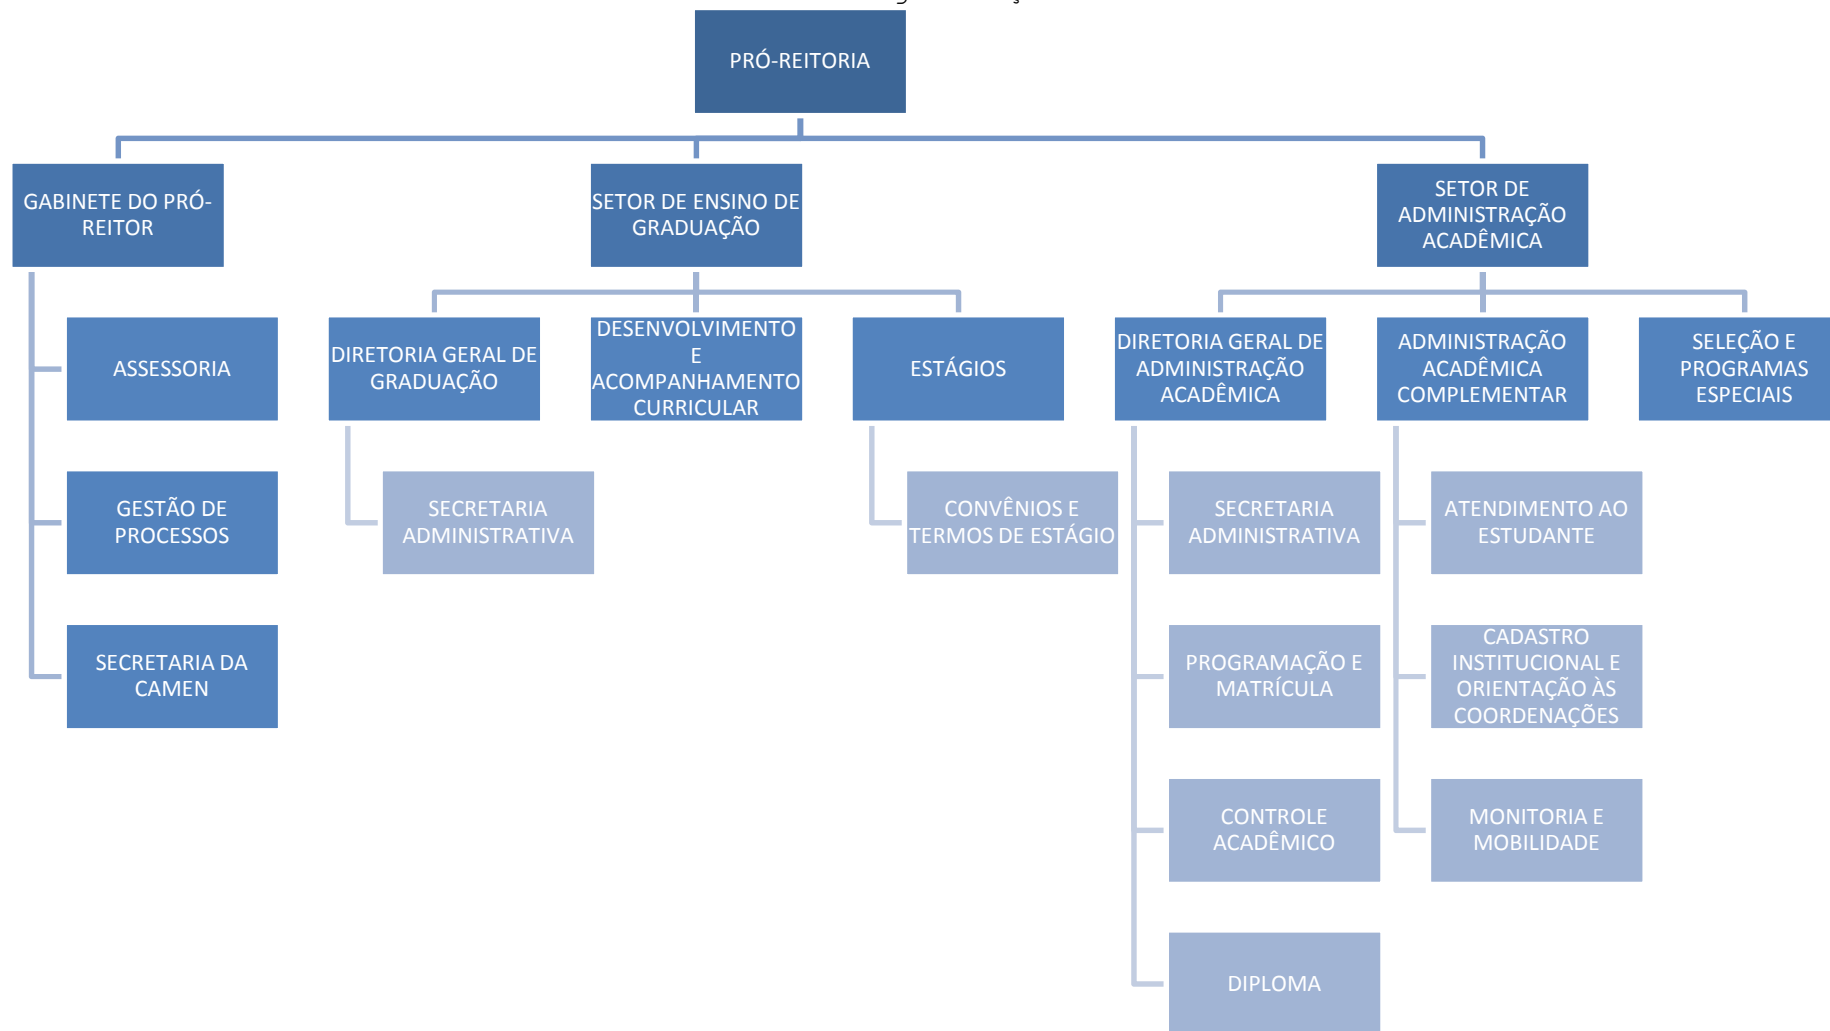 PRÓ-REITORIA
GABINETE DO PRÓ-
REITOR
SETOR DE ENSINO DE
GRADUAÇÃO
SETOR DE
ADMINISTRAÇÃO
ACADÊMICA
ASSESSORIA
DIRETORIA GERAL DE
GRADUAÇÃO
DESENVOLVIMENTO
E
ACOMPANHAMENTO
CURRICULAR
ESTÁGIOS
DIRETORIA GERAL DE
ADMINISTRAÇÃO
ACADÊMICA
ADMINISTRAÇÃO
ACADÊMICA
COMPLEMENTAR
SELEÇÃO E
PROGRAMAS
ESPECIAIS
GESTÃO DE
PROCESSOS
SECRETARIA
ADMINISTRATIVA
CONVÊNIOS E
TERMOS DE ESTÁGIO
SECRETARIA
ADMINISTRATIVA
ATENDIMENTO AO
ESTUDANTE
SECRETARIA DA
CAMEN
PROGRAMAÇÃO E
MATRÍCULA
CADASTRO
INSTITUCIONAL E
ORIENTAÇÃO ÀS
COORDENAÇÕES
CONTROLE
ACADÊMICO
MONITORIA E
MOBILIDADE
DIPLOMA